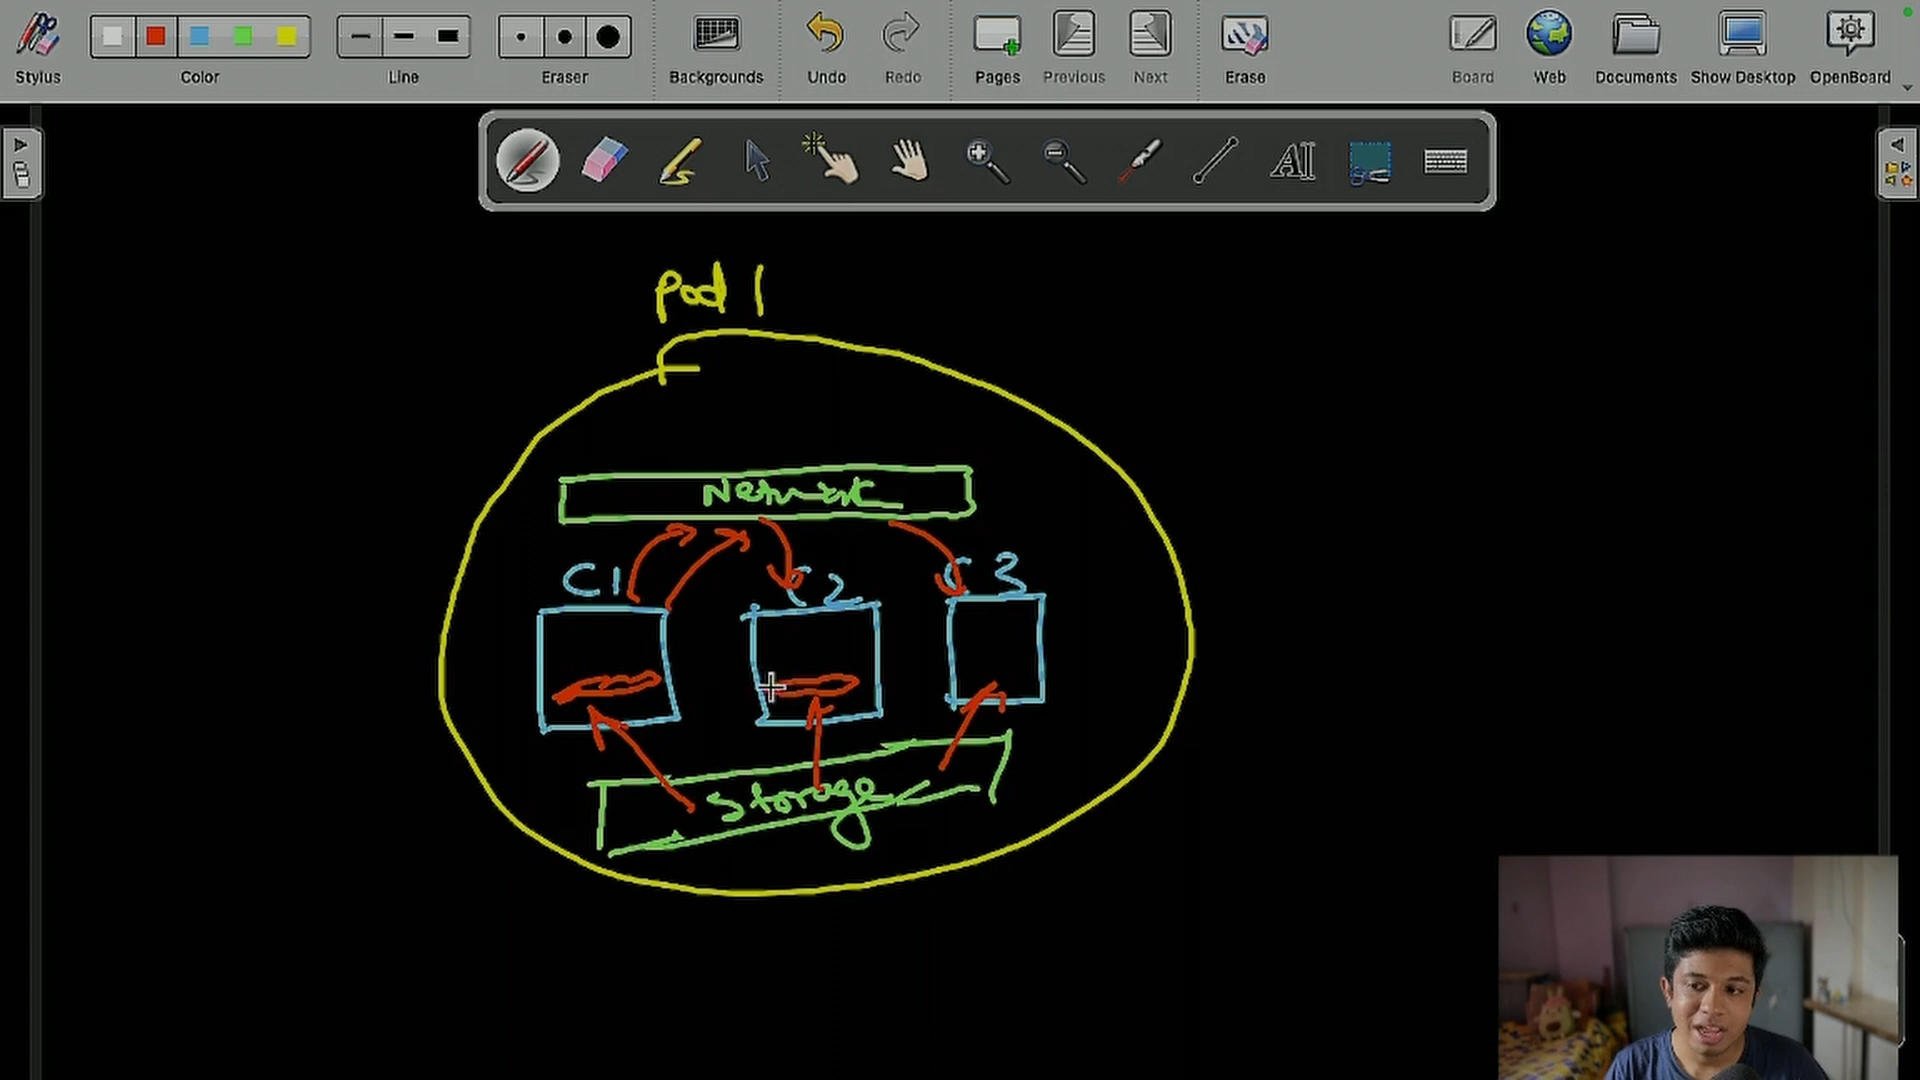 Stylus Color Line Eraser Backgrounds Undo Redo Pages Previous Next Erase Board Web Documents Show Desktop OpenBoard
AI
Pod 1
Network
C1 C2 C3
Storage